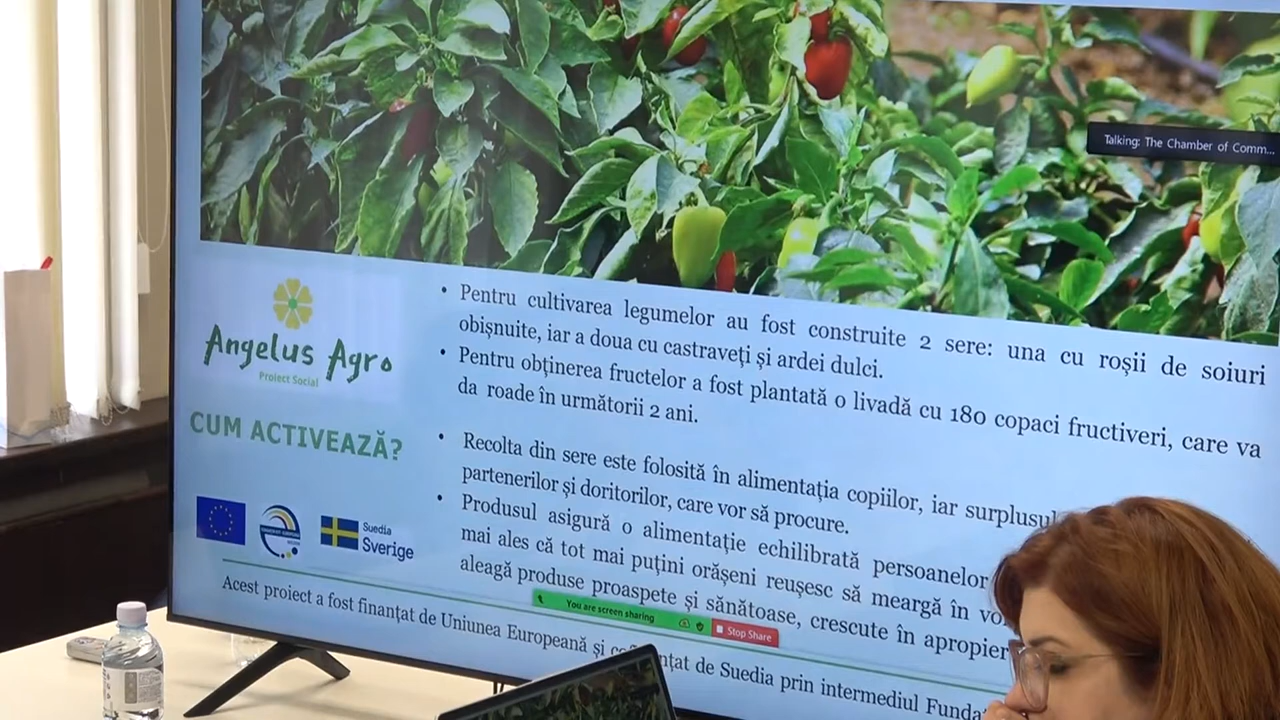 Talking: The Chamber of Comm...
Angelus Agro
Proiect Social
CUM ACTIVEAZĂ?
Suedia
Sverige
• Pentru cultivarea legumelor au fost construite 2 sere: una cu roșii de soiuri
obișnuite, iar a doua cu castraveți și ardei dulci.
• Pentru obținerea fructelor a fost plantată o livadă cu 180 copaci fructiveri, care va
da roade în următorii 2 ani.
• Recolta din sere este folosită în alimentația copiilor, iar surplusul
partenerilor și doritorilor, care vor să procure.
• Produsul asigură o alimentație echilibrată persoanelor
mai ales că tot mai puțini orășeni reușesc să meargă în
aleagă produse proaspete și sănătoase, crescute în
You are screen sharing
Stop Share
Acest proiect a fost finanțat de Uniunea Europeană și de Suedia prin intermediul